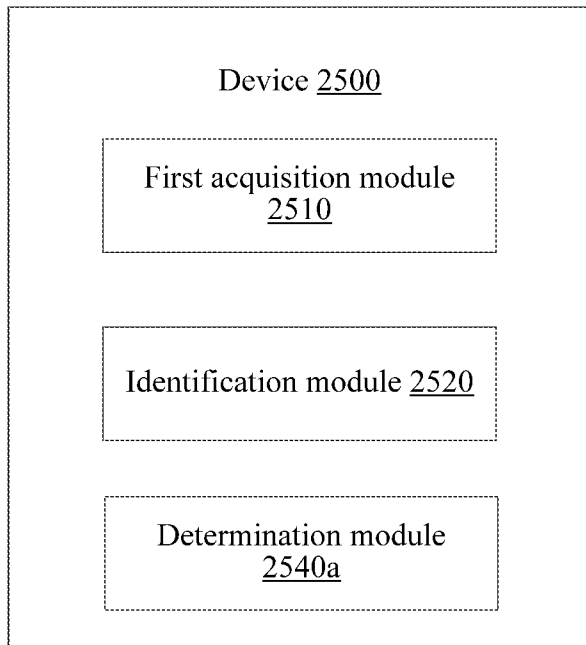 Device 2500
First acquisition module
2510
Identification module 2520
Determination module
2540a